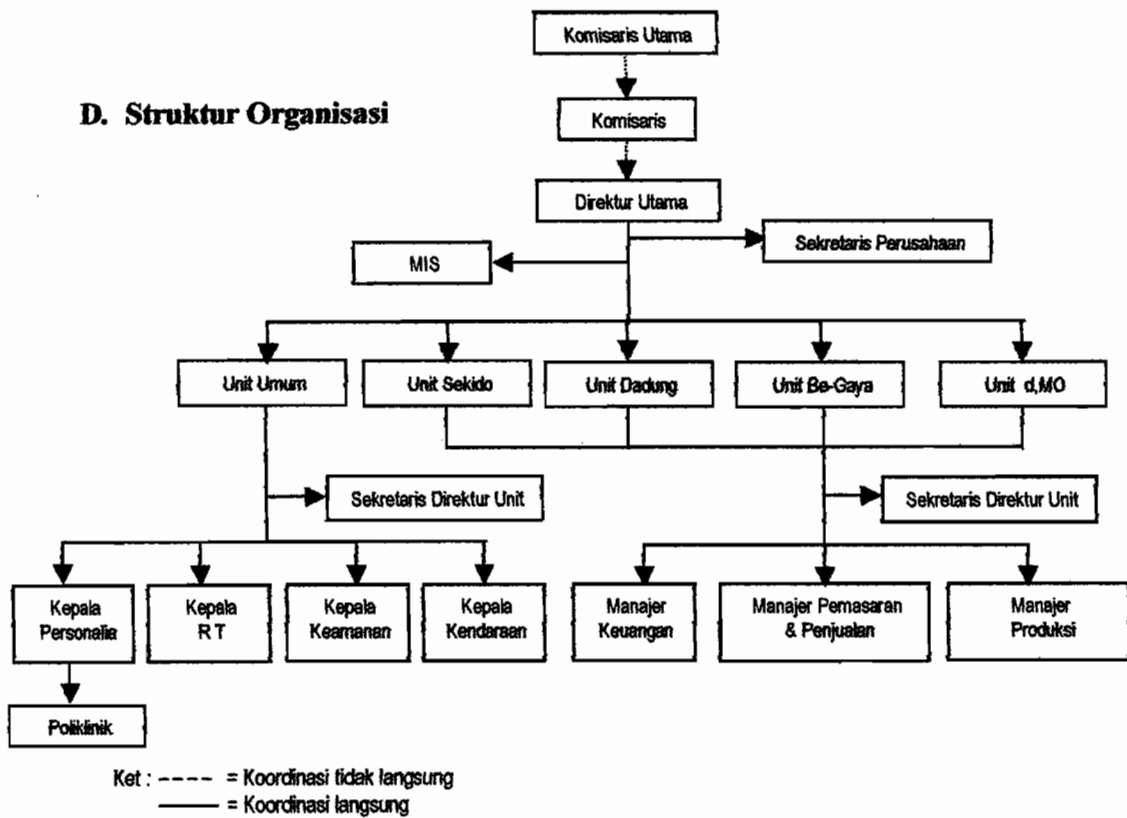 Komisaris Utama
D. Struktur Organisasi
Komisaris
Direktur Utama
Sekretaris Perusahaan
MIS
Unit Umum
Unit Sekido
Unit Dadung
Unit Be-Gaya
Unit d,MO
Sekretaris Direktur Unit
Sekretaris Direktur Unit
Kepala
Personalia
Kepala
R T
Kepala
Keamanan
Kepala
Kendaraan
Manajer
Keuangan
Manajer Pemasaran
& Penjualan
Manajer
Produksi
Poliklinik
Ket : ---- = Koordinasi tidak langsung
——— = Koordinasi langsung